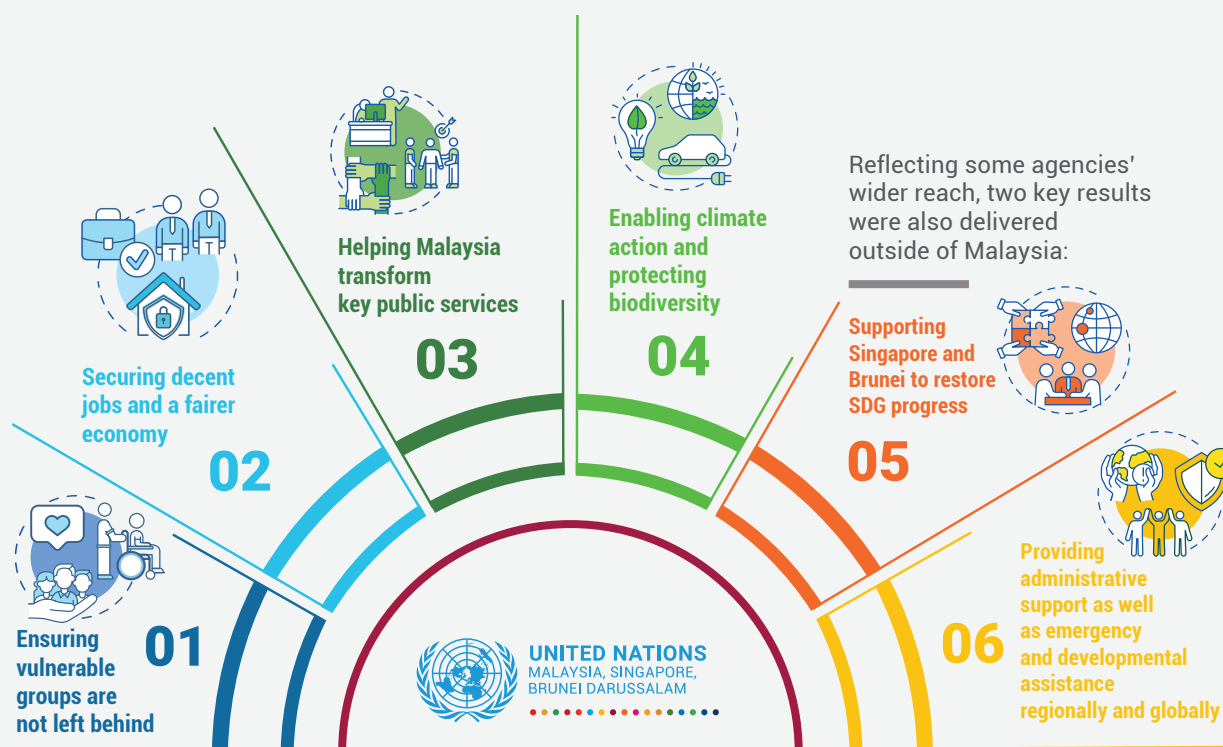 Ensuring
vulnerable
groups are
not left behind
01
Securing decent
jobs and a fairer
economy
02
Helping Malaysia
transform
key public services
03
Enabling climate
action and
protecting
biodiversity
04
Reflecting some agencies'
wider reach, two key results
were also delivered
outside of Malaysia:
Supporting
Singapore and
Brunei to restore
SDG progress
05
Providing
administrative
support as well
as emergency
and developmental
assistance
regionally and globally
06
UNITED NATIONS
MALAYSIA, SINGAPORE,
BRUNEI DARUSSALAM